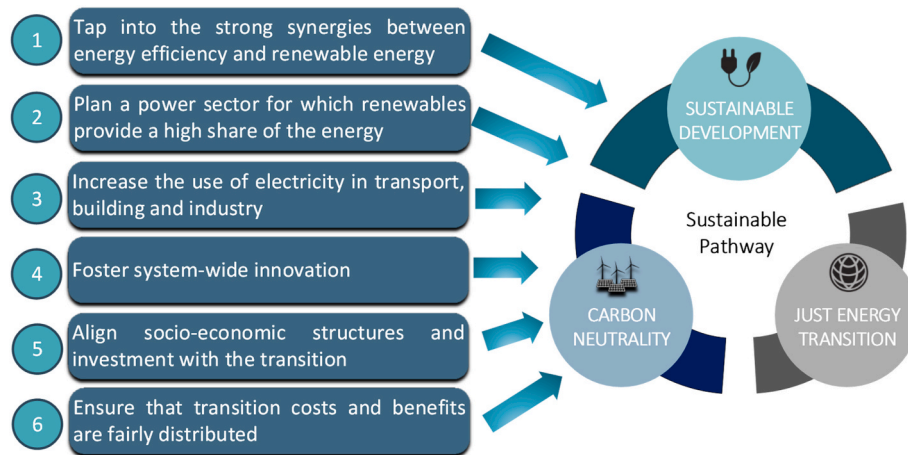 1
Tap into the strong synergies between
energy efficiency and renewable energy
2
Plan a power sector for which renewables
provide a high share of the energy
3
Increase the use of electricity in transport,
building and industry
4
Foster system-wide innovation
5
Align socio-economic structures and
investment with the transition
6
Ensure that transition costs and benefits
are fairly distributed
SUSTAINABLE
DEVELOPMENT
Sustainable
Pathway
CARBON
NEUTRALITY
JUST ENERGY
TRANSITION